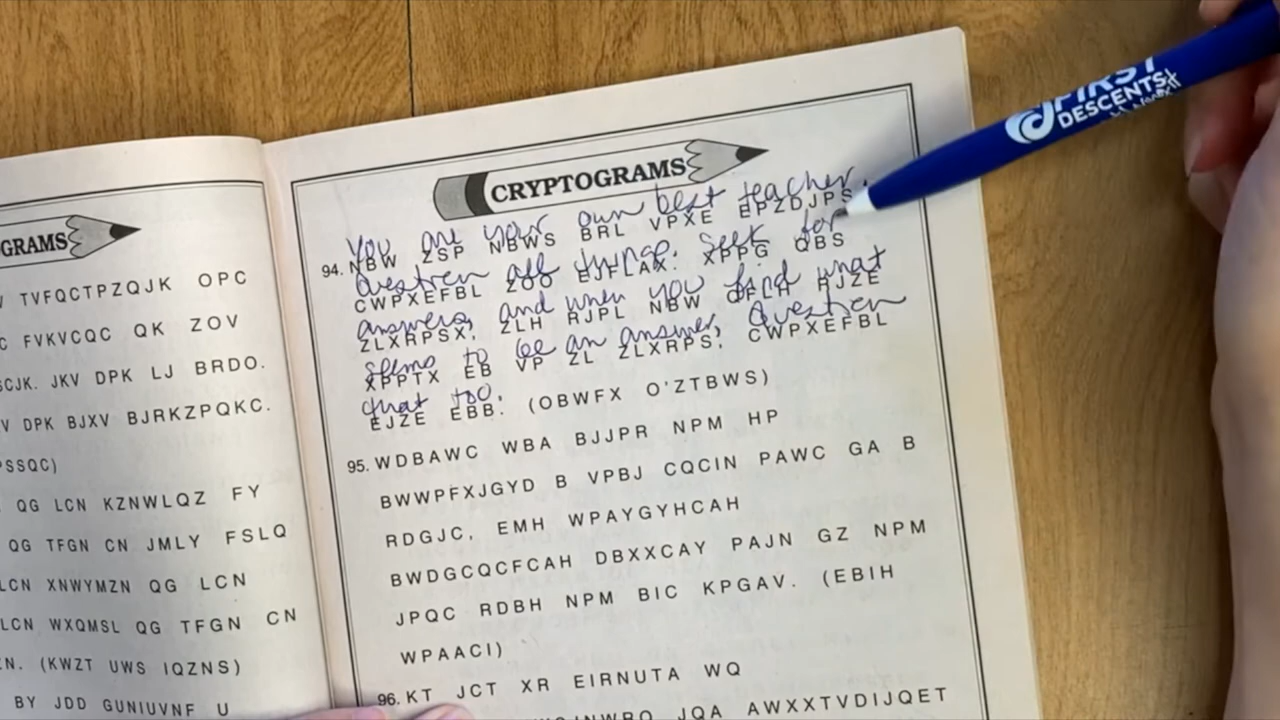 GRAMS
V TVFQCTPZQJK OPC
C FVKVCQC QK ZOV
SCJK. JKV DPK LJ BRDO.
V DPK BJXV BJRKZPQKC.
PSSQC)
QG LCN KZNWLQZ FY
QG TFGN CN JMLY FSLQ
LCN XNWYMZN QG LCN
LCN WXQMSL QG TFGN CN
ZN. (KWZT UWS IQZNS)
BY JDD GUNIUVNF U
CRYPTOGRAMS
You are your own best teacher.
94. NBW ZSP NBWS BRL VPXE EPZDJPS.
Question all things. Seek for
CWPXEFBL ZOO EJFLAX. XPPG QBS
answers, and when you find what
ZLXRPSX, ZLH RJPL NBW QFLH RJZE
seems to be an answer, question
XPPTX EB VP ZL ZLXRPS, CWPXEFBL
that too.
EJZE EBB. (OBWFX O'ZTBWS)
95. WDBAWC WBA BJJPR NPM HP
BWWPFXJGYD B VPBJ CQCIN PAWC GA B
RDGJC, EMH WPAYGYHCAH
BWDGCQCFCAH DBXXCAY PAJN GZ NPM
JPQC RDBH NPM BIC KPGAV. (EBIH
WPAACI)
96. KT JCT XR EIRNUTA WQ
JQA AWXXTVDIJQET
FIRST
DESCENTS